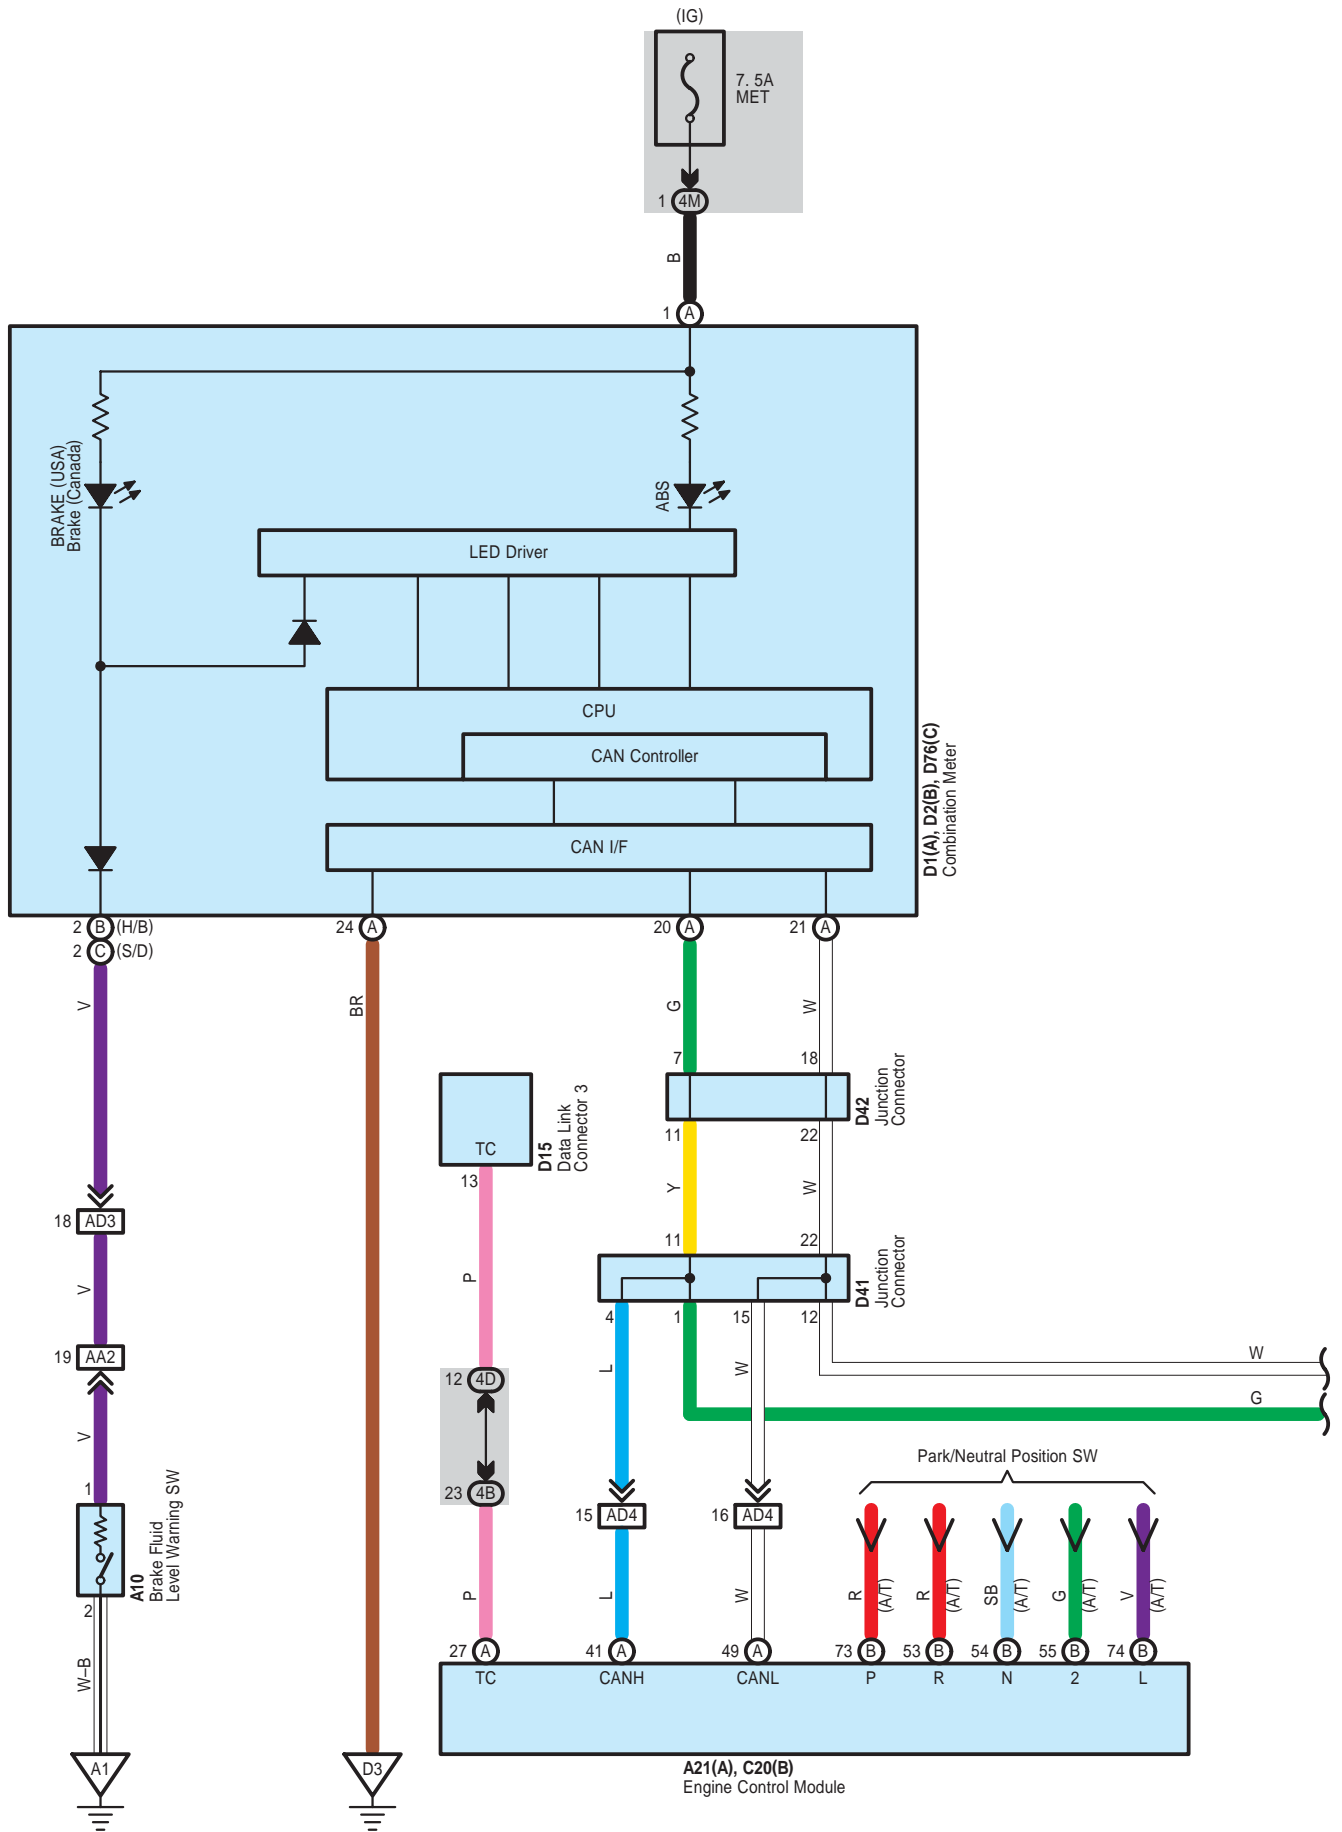 (IG)
7. 5A
MET
1 4M
B
1 A
BRAKE (USA)
Brake (Canada)
ABS
LED Driver
CPU
CAN Controller
CAN I/F
D1(A), D2(B), D76(C)
Combination Meter
2 B (H/B)
2 C (S/D)
24 A
20 A
21 A
V
BR
G
W
7
18
D42
Junction
Connector
11
22
TC
D15
Data Link
Connector 3
13
Y
W
18 AD3
11
22
D41
Junction
Connector
V
P
4
1
15
12
19 AA2
L
W
W
12 4D
G
V
23 4B
Park/Neutral Position SW
1
15 AD4
16 AD4
A10
Brake Fluid
Level Warning SW
2
P
L
W
R
(A/T)
R
(A/T)
SB
(A/T)
G
(A/T)
V
(A/T)
W–B
27 A
41 A
49 A
73 B
53 B
54 B
55 B
74 B
TC
CANH
CANL
P
R
N
2
L
A1
D3
A21(A), C20(B)
Engine Control Module